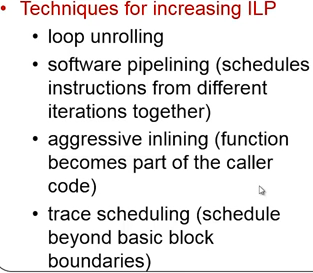 • Techniques for increasing ILP
• loop unrolling
• software pipelining (schedules
instructions from different
iterations together)
• aggressive inlining (function
becomes part of the caller
code)
• trace scheduling (schedule
beyond basic block
boundaries)